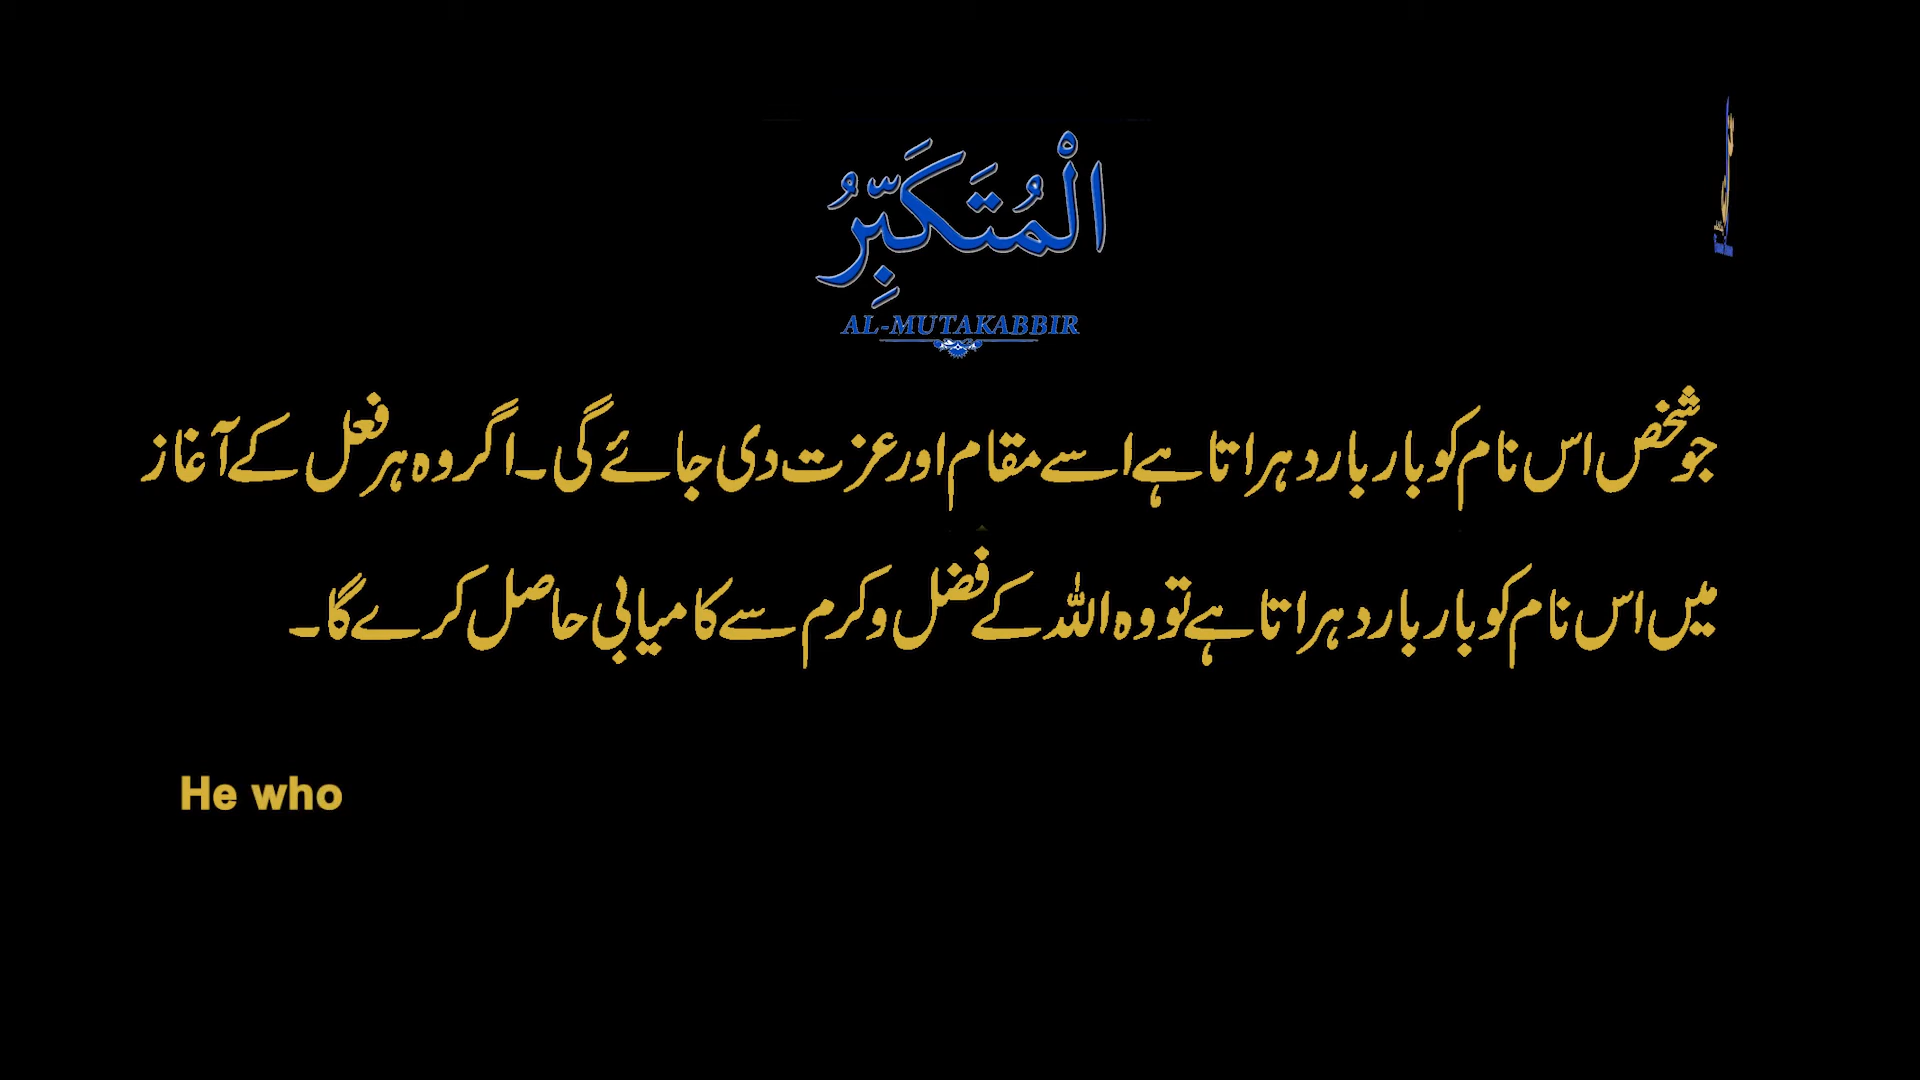 الْمُتَكَبِّرُ
AL-MUTAKABBIR
جو شخص اس نام کو بار بار دہراتا ہے اسے مقام اور عزت دی جائے گی۔ اگر وہ ہر فعل کے آغاز
میں اس نام کو بار بار دہراتا ہے تو وہ اللہ کے فضل و کرم سے کامیابی حاصل کرے گا۔
He who